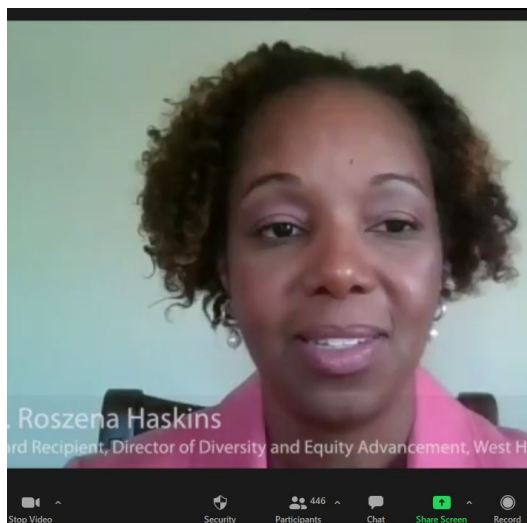 . Roszena Haskins
ard Recipient, Director of Diversity and Equity Advancement, West H
446
Stop Video Security Participants Chat Share Screen Record